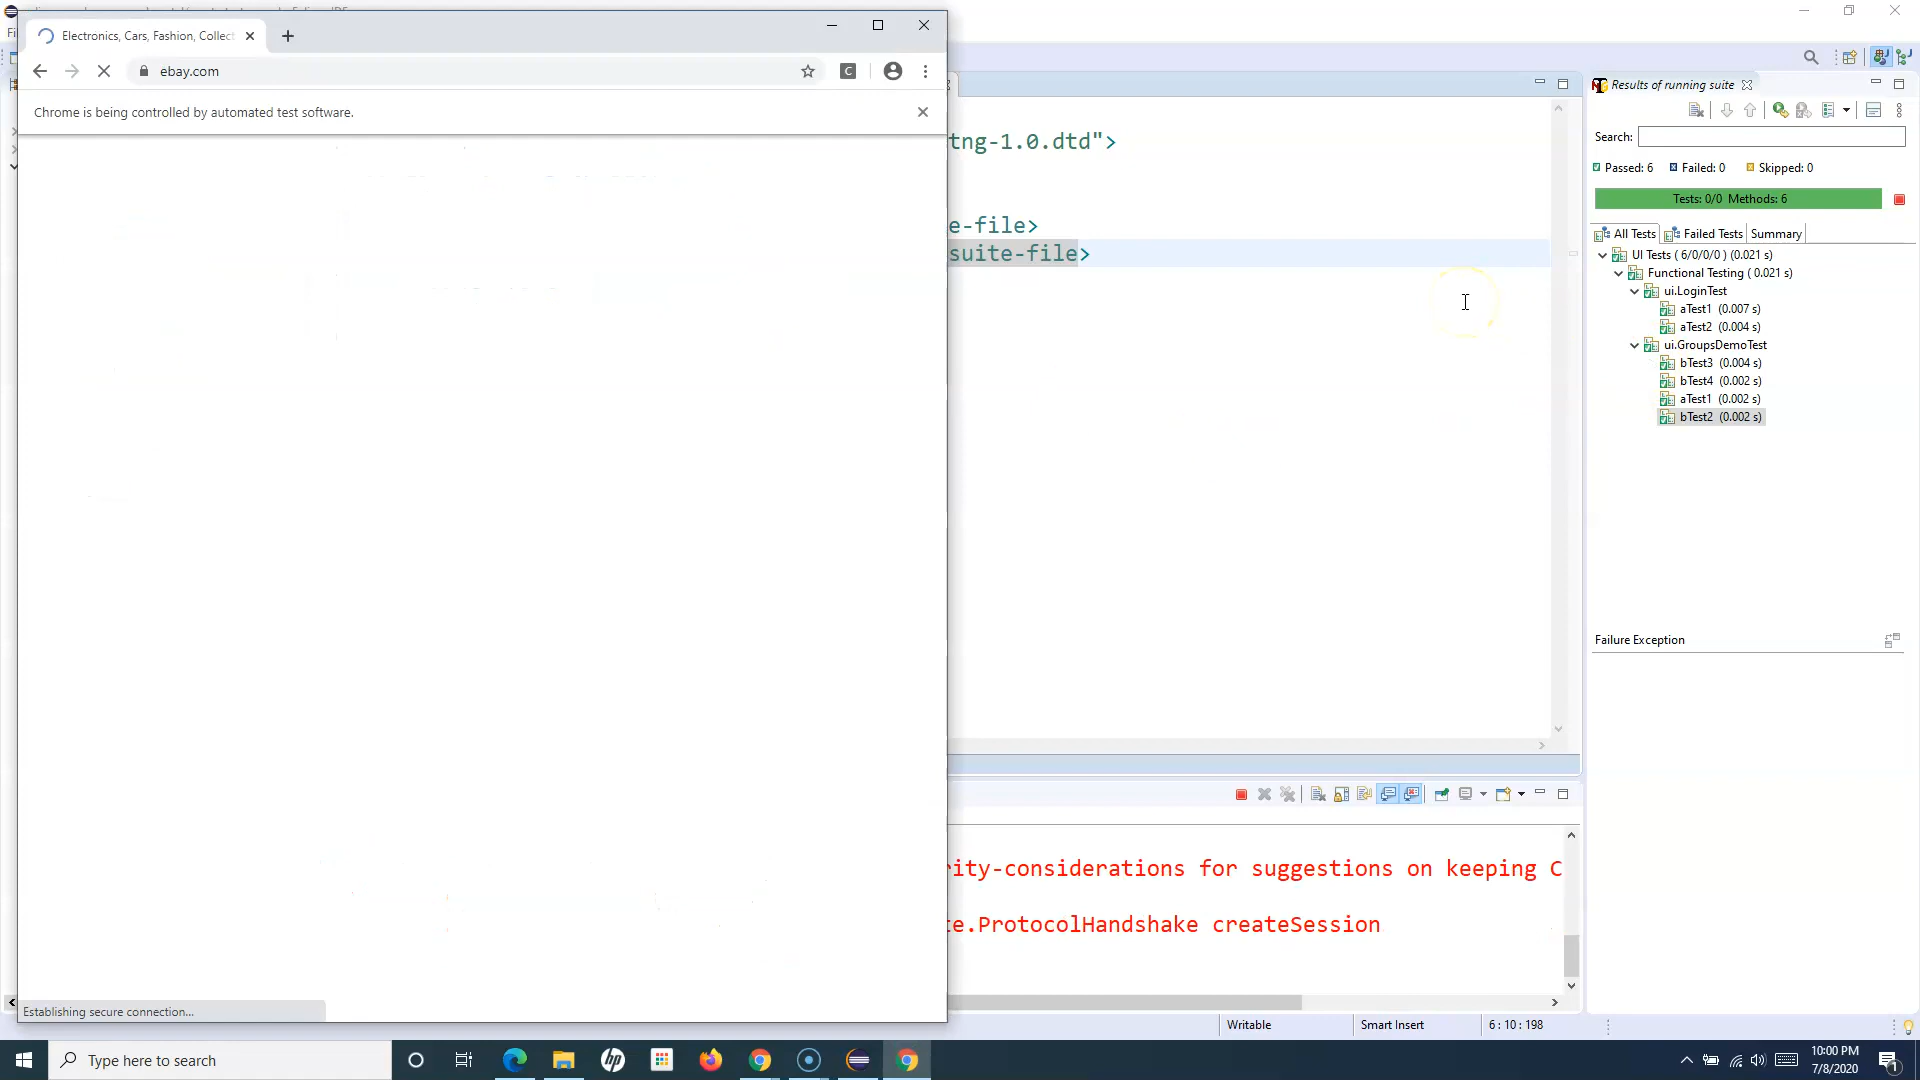 Electronics, Cars, Fashion, Collect
ebay.com
Chrome is being controlled by automated test software.
tng-1.0.dtd">
e-file>
suite-file>
Results of running suite
Search:
Passed: 6 Failed: 0 Skipped: 0
Tests: 0/0 Methods: 6
All Tests Failed Tests Summary
UI Tests ( 6/0/0/0 ) (0.021 s)
Functional Testing ( 0.021 s)
ui.LoginTest
aTest1 (0.007 s)
aTest2 (0.004 s)
ui.GroupsDemoTest
bTest3 (0.004 s)
bTest4 (0.002 s)
aTest1 (0.002 s)
bTest2 (0.002 s)
Failure Exception
rity-considerations for suggestions on keeping C
te.ProtocolHandshake createSession
Establishing secure connection...
Writable Smart Insert 6 : 10 : 198
Type here to search
10:00 PM
7/8/2020